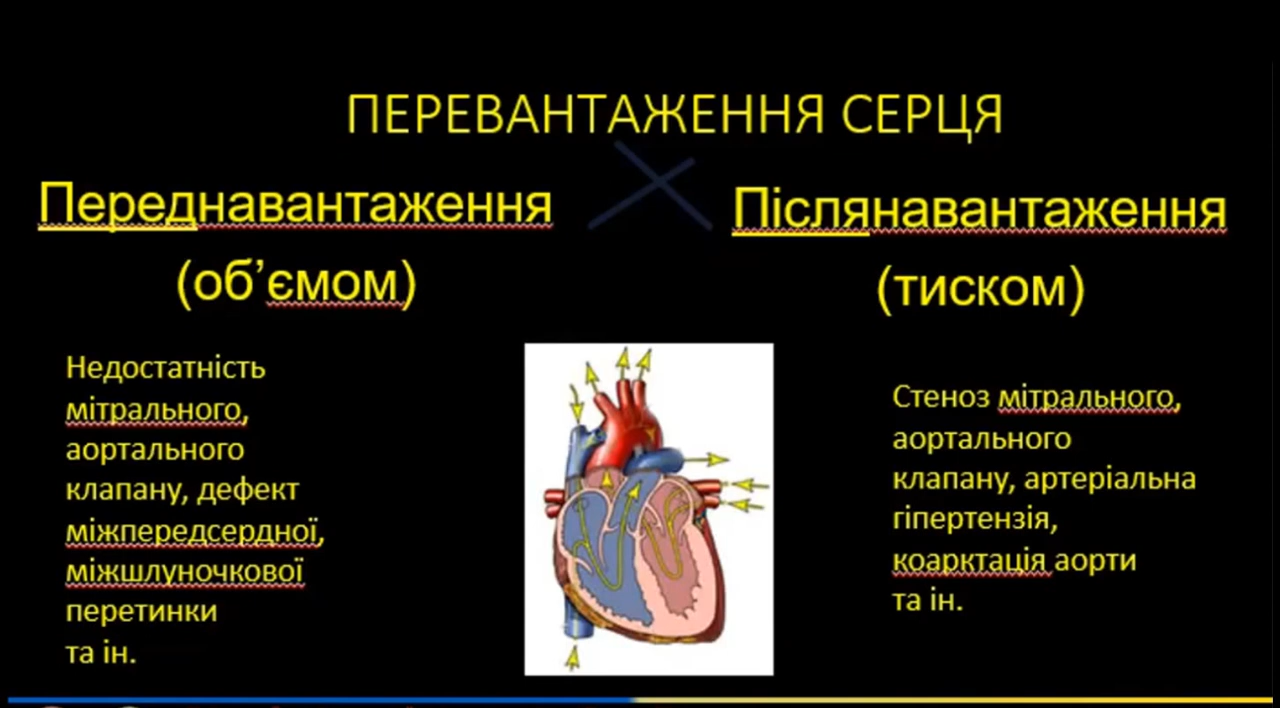 ПЕРЕВАНТАЖЕННЯ СЕРЦЯ
Переднавантаження
(об’ємом)
Недостатність
мітрального,
аортального
клапану, дефект
міжпередсердної,
міжшлуночкової
перетинки
та ін.
Післянавантаження
(тиском)
Стеноз мітрального,
аортального
клапану, артеріальна
гіпертензія,
коарктація аорти
та ін.